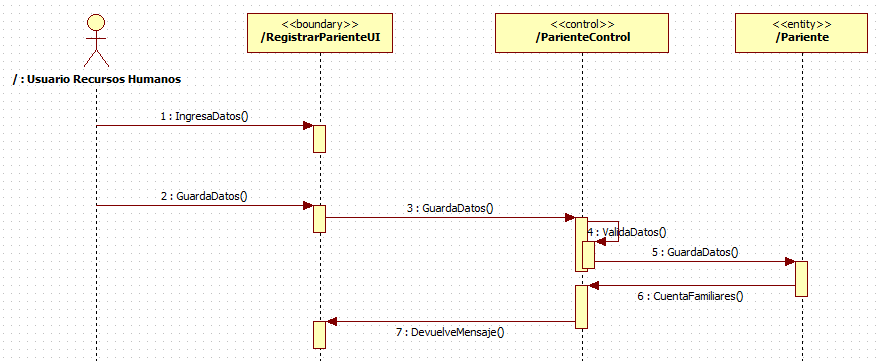 <<boundary>>
/RegistrarParienteUI
<<control>>
/ParienteControl
<<entity>>
/Pariente
/ : Usuario Recursos Humanos
1 : IngresaDatos()
2 : GuardaDatos()
3 : GuardaDatos()
4 : ValidaDatos()
5 : GuardaDatos()
6 : CuentaFamiliares()
7 : DevuelveMensaje()